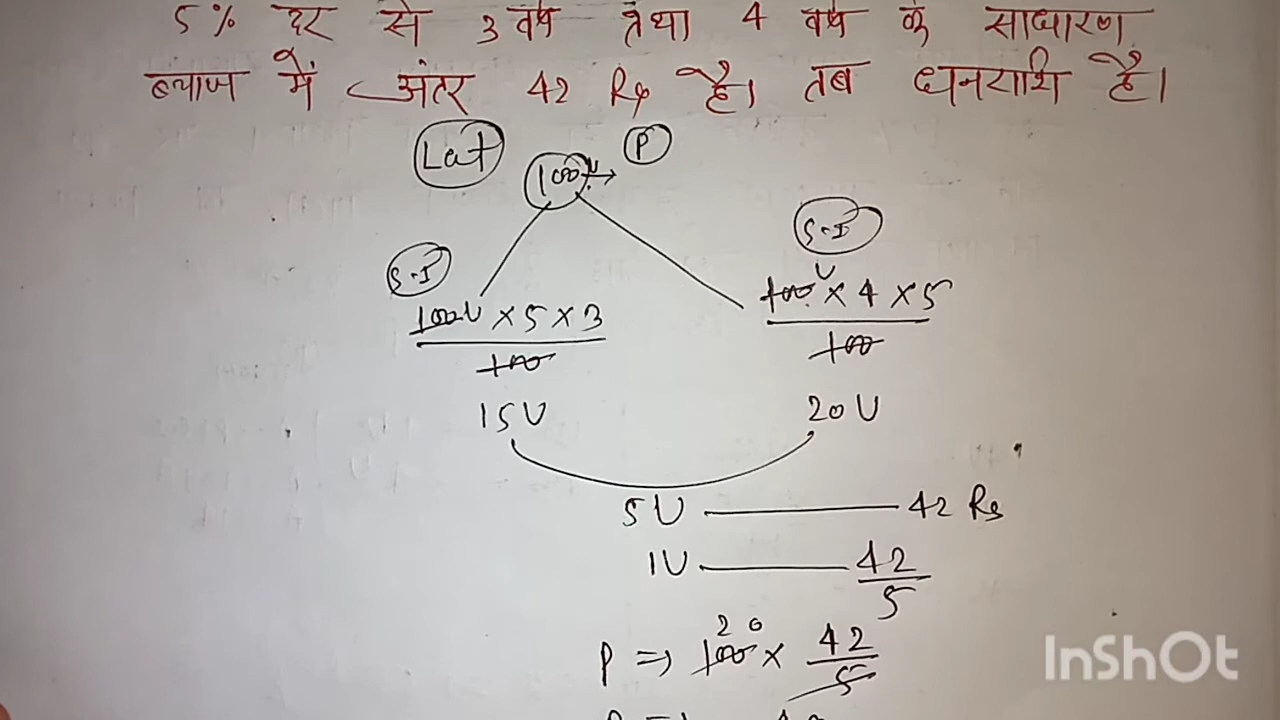 5% दर से 3 वर्ष तथा 4 वर्ष के साधारण
ब्याज में अंतर 42 Rs है। तब धनराशि है।
Let 100U → P
S.I S.I
100U × 5 × 3 100U × 4 × 5
100 100
15U 20U
5U — 42 Rs
1U — 42
5
20
P ⇒ 100 × 42
5
InShOt